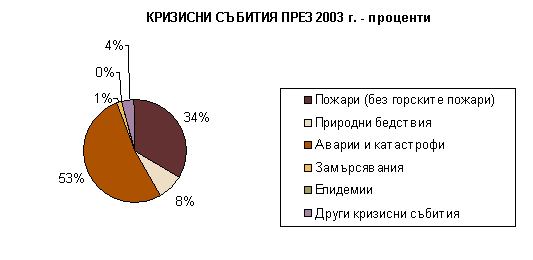 КРИЗИСНИ СЪБИТИЯ ПРЕЗ 2003 г. - проценти
4%
0%
1%
34%
53%
8%
Пожари (без горските пожари)
Природни бедствия
Аварии и катастрофи
Замърсявания
Епидемии
Други кризисни събития